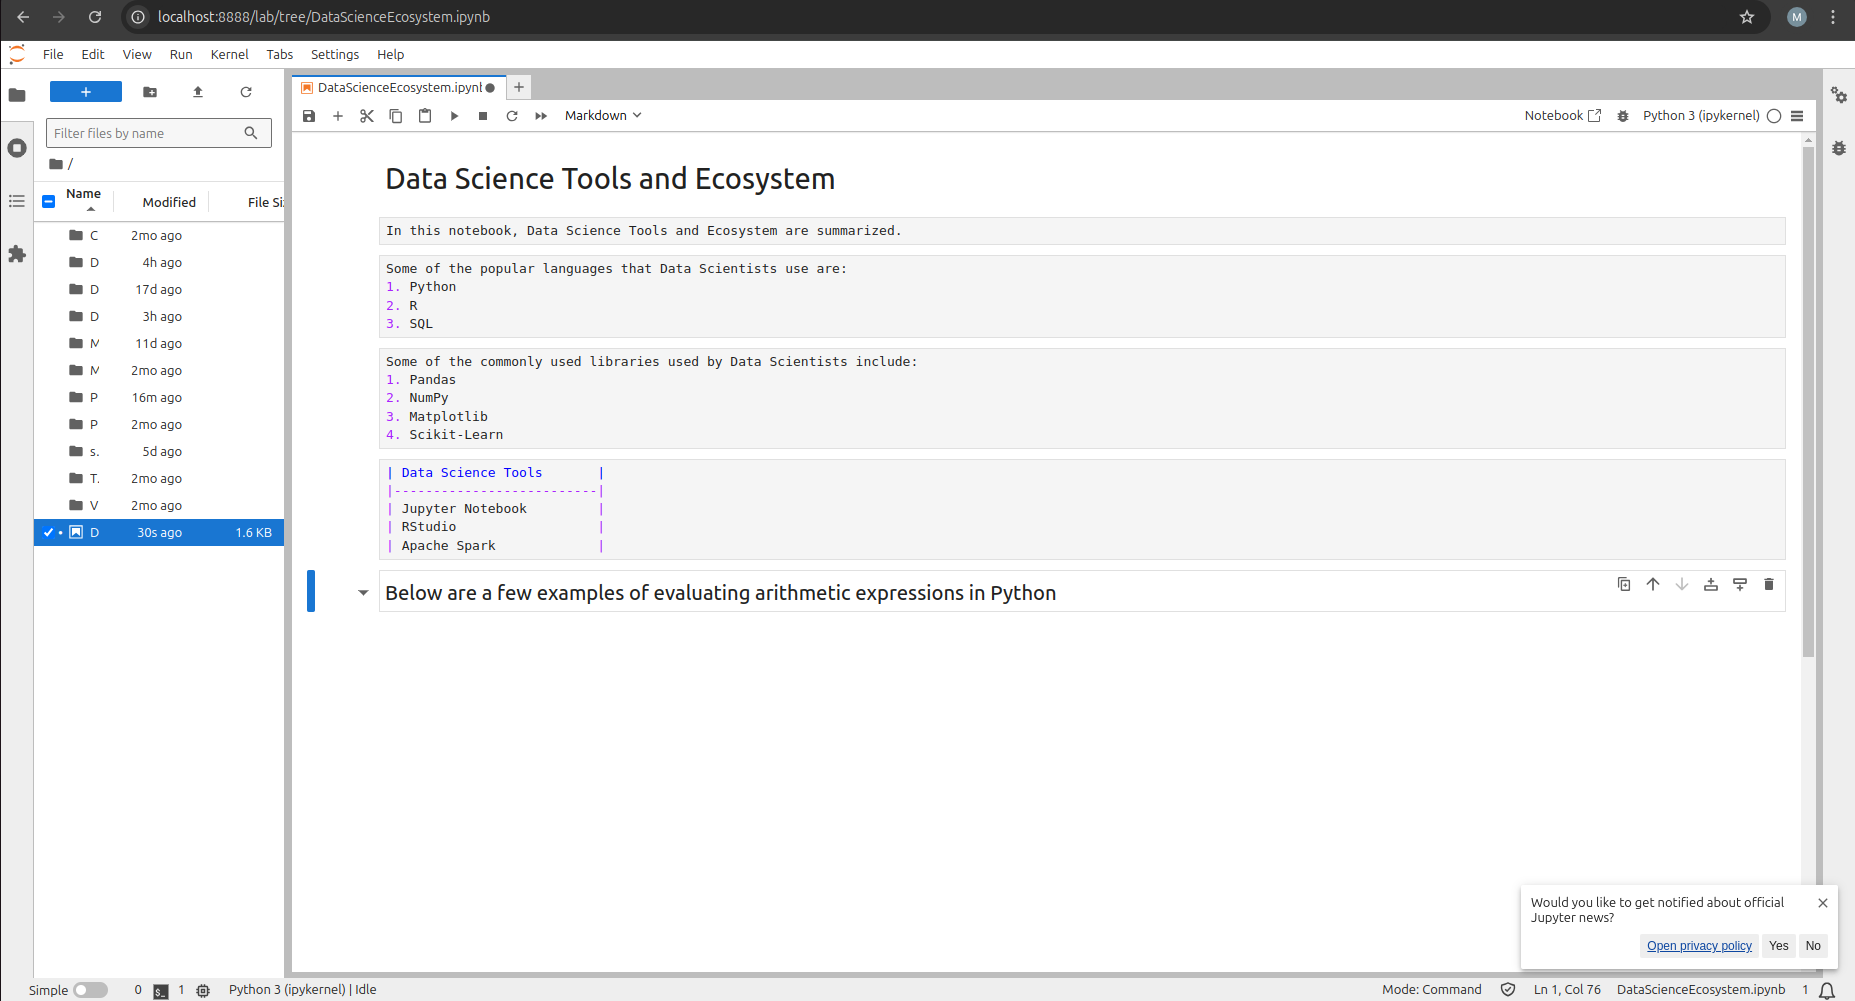 localhost:8888/lab/tree/DataScienceEcosystem.ipynb
M
File Edit View Run Kernel Tabs Settings Help
+
DataScienceEcosystem.ipynl
+
Markdown
Notebook
Python 3 (ipykernel)
Filter files by name
/
Name
Modified
File Si
C 2mo ago
D 4h ago
D 17d ago
D 3h ago
M 11d ago
M 2mo ago
P 16m ago
P 2mo ago
s. 5d ago
T. 2mo ago
V 2mo ago
D 30s ago 1.6 KB
Data Science Tools and Ecosystem
In this notebook, Data Science Tools and Ecosystem are summarized.
Some of the popular languages that Data Scientists use are:
1. Python
2. R
3. SQL
Some of the commonly used libraries used by Data Scientists include:
1. Pandas
2. NumPy
3. Matplotlib
4. Scikit-Learn
| Data Science Tools       |
|--------------------------|
| Jupyter Notebook         |
| RStudio                  |
| Apache Spark             |
Below are a few examples of evaluating arithmetic expressions in Python
Would you like to get notified about official
Jupyter news?
Open privacy policy Yes No
Simple 0 $_ 1 Python 3 (ipykernel) | Idle
Mode: Command Ln 1, Col 76 DataScienceEcosystem.ipynb 1